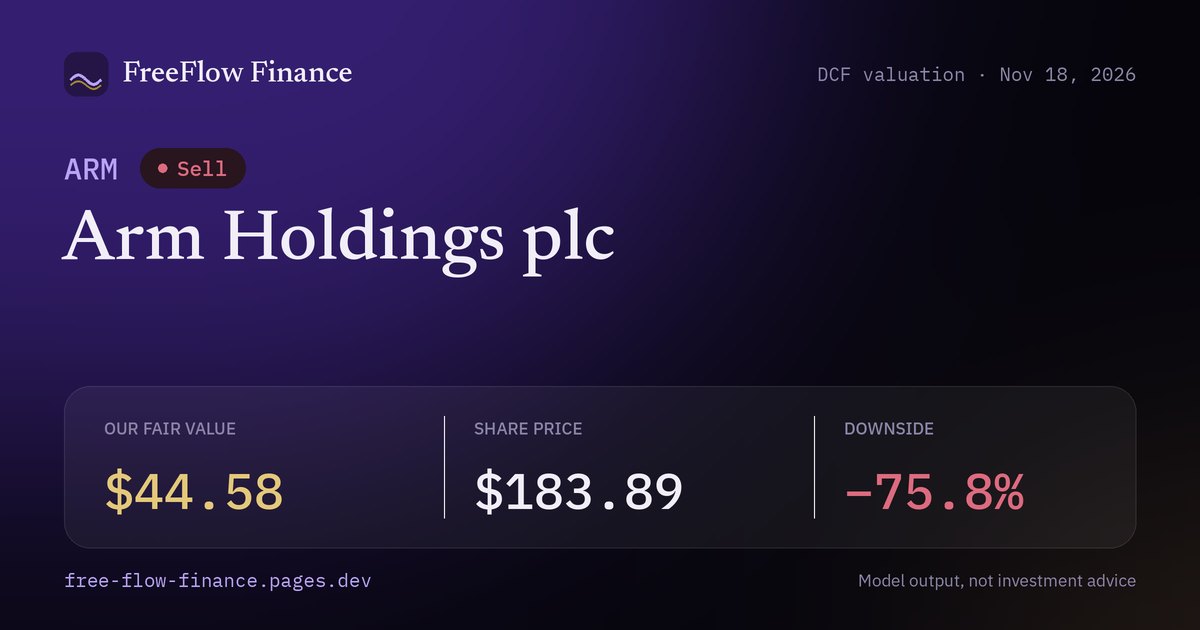 FreeFlow Finance
DCF valuation · Nov 18, 2026
ARM
Sell
Arm Holdings plc
OUR FAIR VALUE
$44.58
SHARE PRICE
$183.89
DOWNSIDE
−75.8%
free-flow-finance.pages.dev
Model output, not investment advice